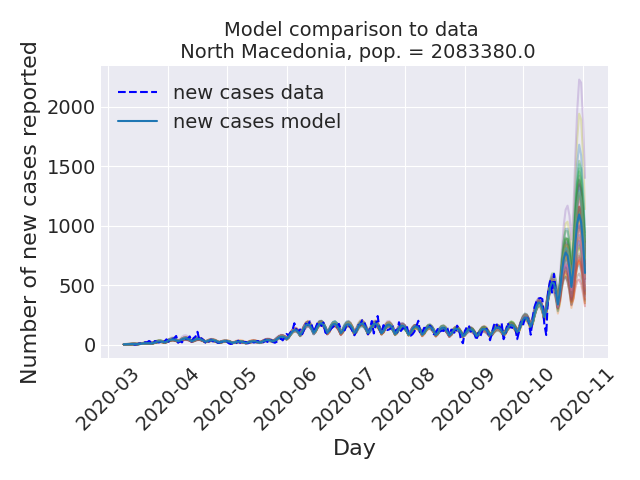 Model comparison to data
North Macedonia, pop. = 2083380.0
Number of new cases reported
2000
1500
1000
500
0
new cases data
new cases model
2020-03
2020-04
2020-05
2020-06
2020-07
2020-08
2020-09
2020-10
2020-11
Day